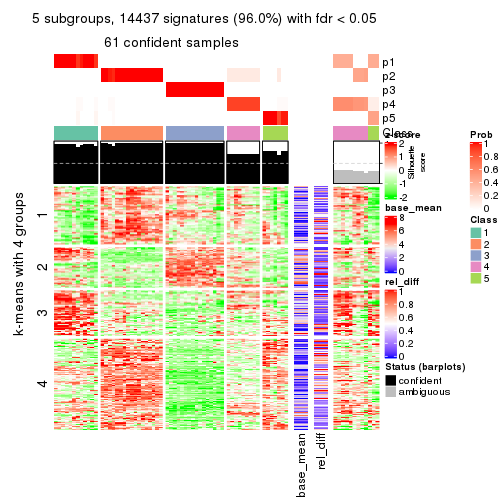 5 subgroups, 14437 signatures (96.0%) with fdr < 0.05
61 confident samples
p1
p2
p3
p4
p5
Class
z-score
2
1
0
-1
-2
Silhouette
score
Prob
1
0.8
0.6
0.4
0.2
0
base_mean
8
6
4
2
0
Class
1
2
3
4
5
rel_diff
1
0.8
0.6
0.4
0.2
0
Status (barplots)
confident
ambiguous
k-means with 4 groups
1
2
3
4
base_mean
rel_diff